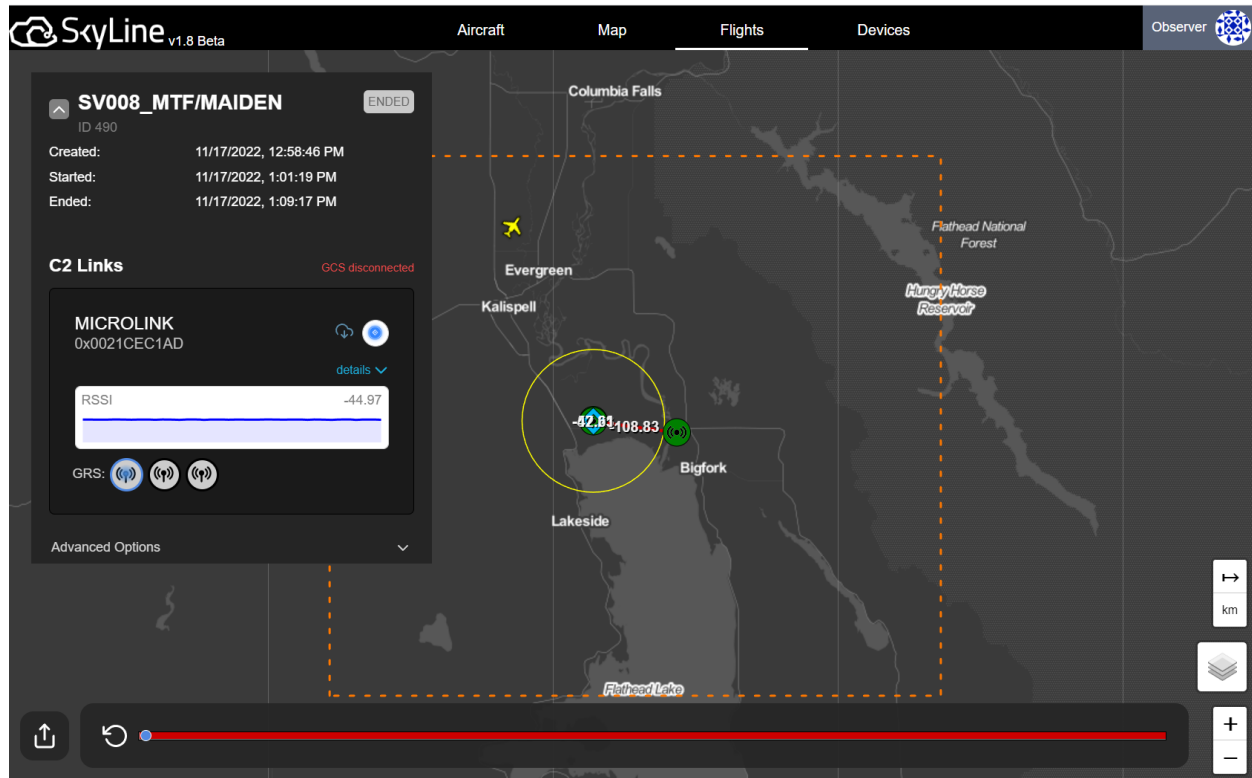 SkyLine v1.8 Beta
Aircraft
Map
Flights
Devices
Observer
SV008_MTF/MAIDEN
ENDED
ID 490
Created: 11/17/2022, 12:58:46 PM
Started: 11/17/2022, 1:01:19 PM
Ended: 11/17/2022, 1:09:17 PM
C2 Links
GCS disconnected
MICROLINK
0x0021CEC1AD
details
RSSI -44.97
GRS:
Advanced Options
Columbia Falls
Flathead National
Forest
Evergreen
Kalispell
Hungry Horse
Reservoir
-108.83
Bigfork
Lakeside
Flathead Lake
km
+
−